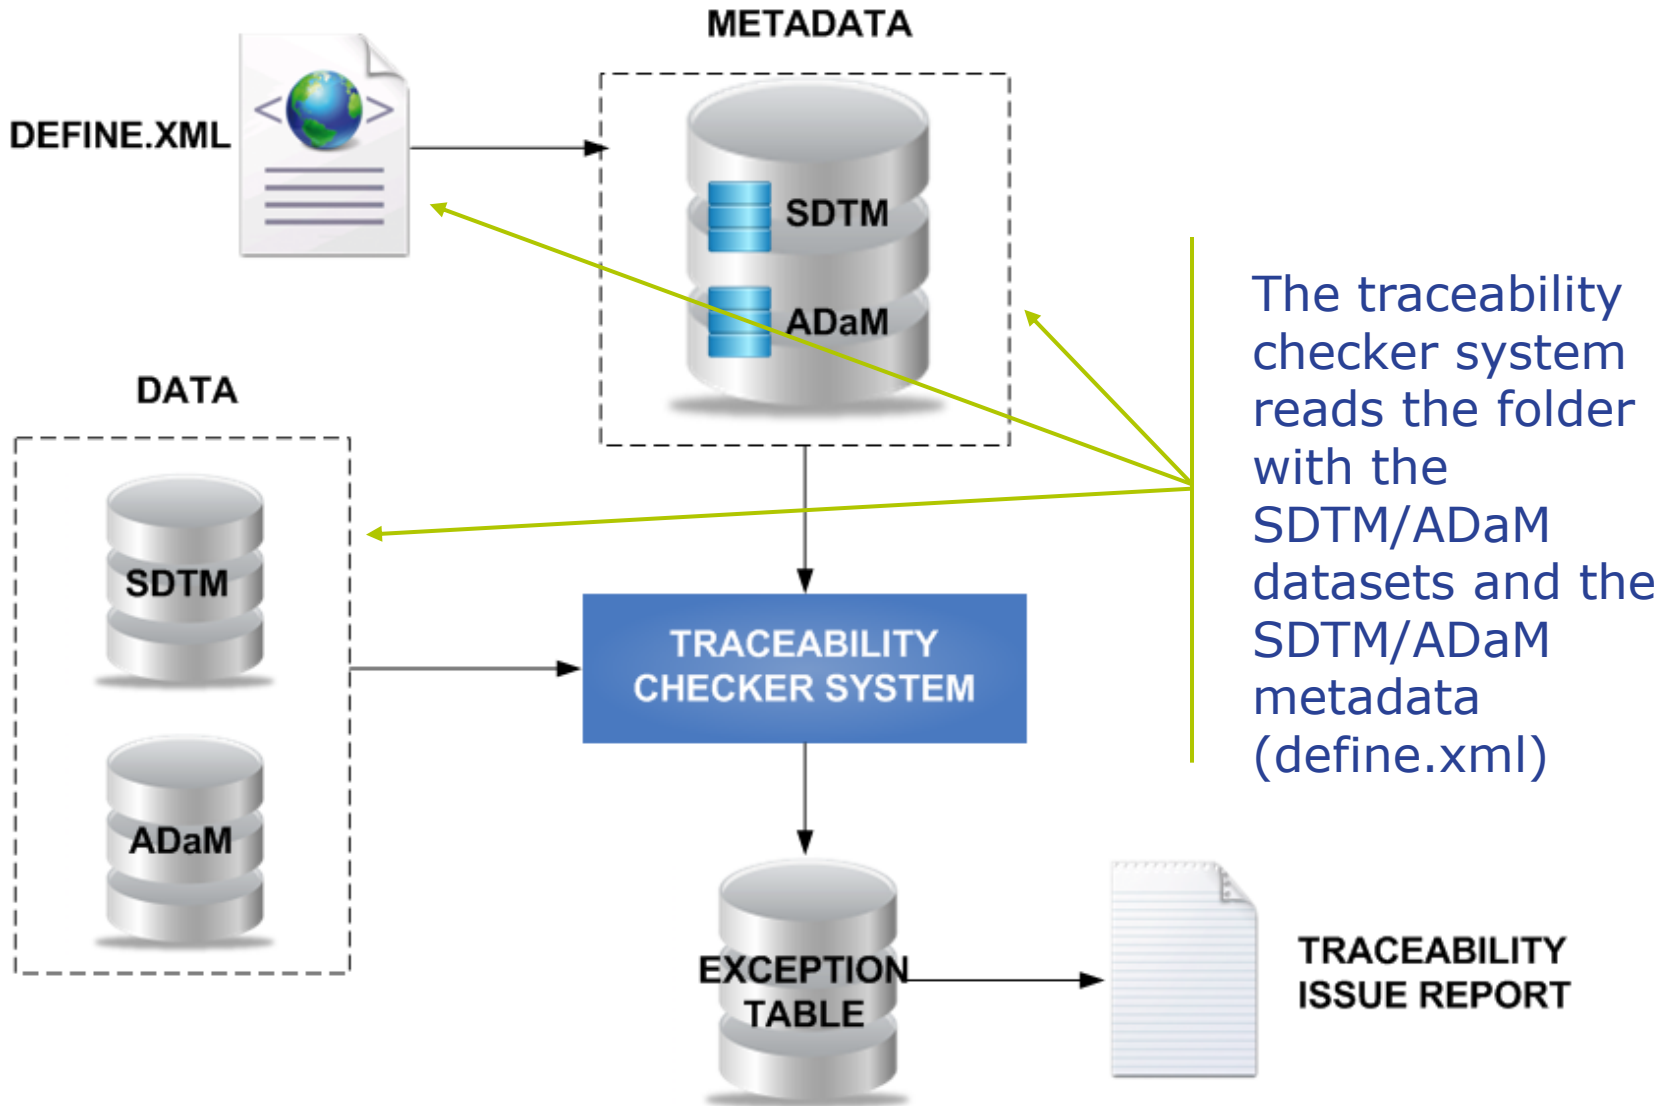 METADATA
DEFINE.XML
SDTM
ADaM
DATA
SDTM
ADaM
TRACEABILITY
CHECKER SYSTEM
EXCEPTION
TABLE
TRACEABILITY
ISSUE REPORT
The traceability
checker system
reads the folder
with the
SDTM/ADaM
datasets and the
SDTM/ADaM
metadata
(define.xml)